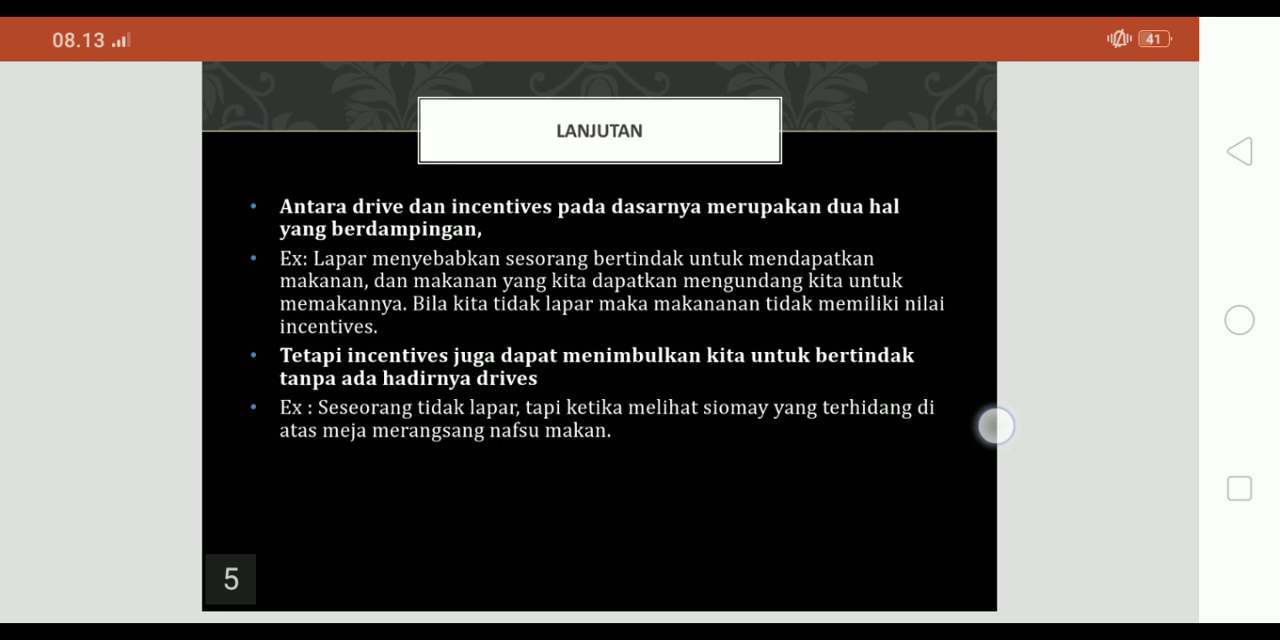 08.13
41
LANJUTAN
• Antara drive dan incentives pada dasarnya merupakan dua hal
yang berdampingan,
• Ex: Lapar menyebabkan sesorang bertindak untuk mendapatkan
makanan, dan makanan yang kita dapatkan mengundang kita untuk
memakannya. Bila kita tidak lapar maka makananan tidak memiliki nilai
incentives.
• Tetapi incentives juga dapat menimbulkan kita untuk bertindak
tanpa ada hadirnya drives
• Ex : Seseorang tidak lapar, tapi ketika melihat siomay yang terhidang di
atas meja merangsang nafsu makan.
5